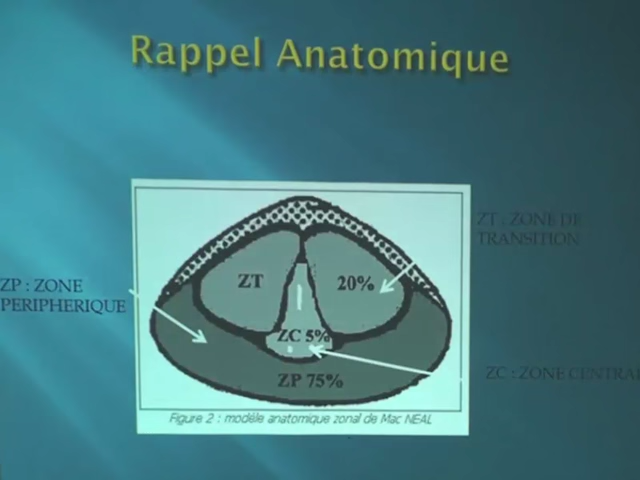 Rappel Anatomique
ZT : ZONE DE
TRANSITION
ZT
20%
ZP : ZONE
PERIPHERIQUE
ZC 5%
ZC : ZONE CENTRAL
ZP 75%
Figure 2 : modèle anatomique zonal de Mac NEAL